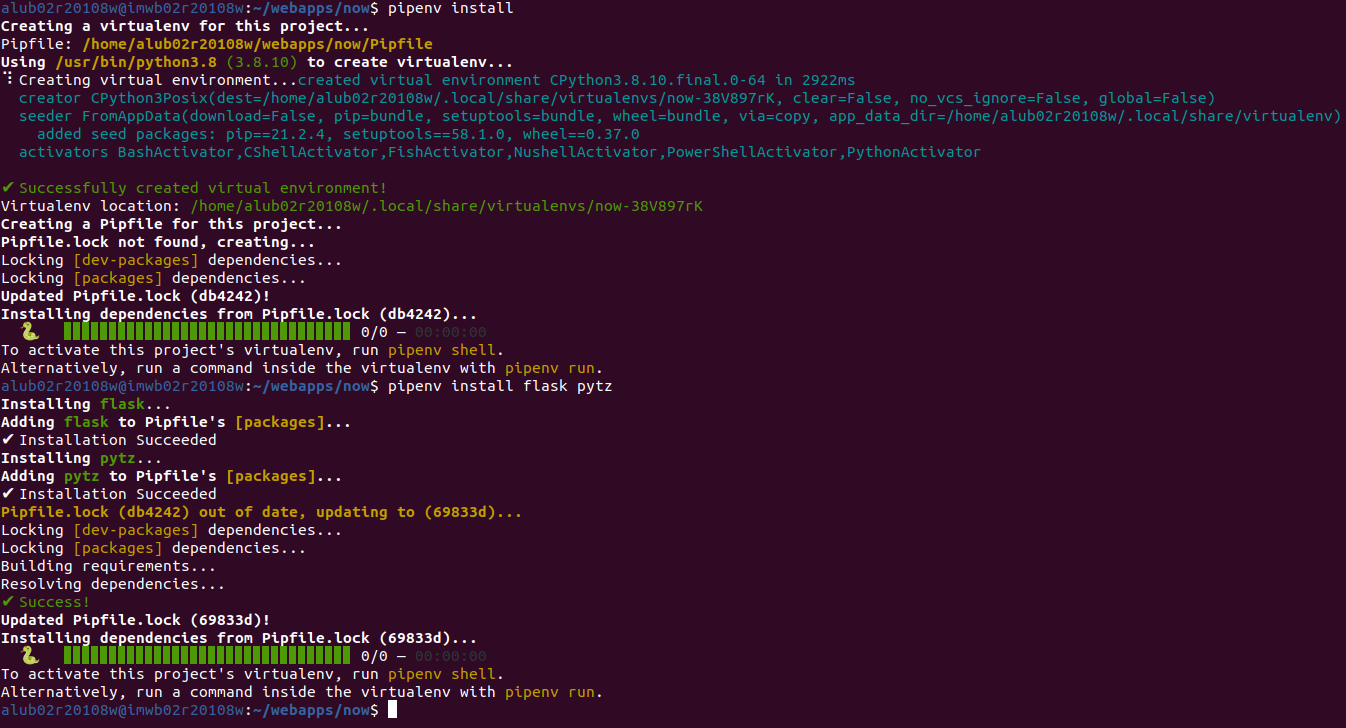 alub02r20108w@imwb02r20108w:~/webapps/now$ pipenv install
Creating a virtualenv for this project...
Pipfile: /home/alub02r20108w/webapps/now/Pipfile
Using /usr/bin/python3.8 (3.8.10) to create virtualenv...
⠹ Creating virtual environment...created virtual environment CPython3.8.10.final.0-64 in 2922ms
  creator CPython3Posix(dest=/home/alub02r20108w/.local/share/virtualenvs/now-38V897rK, clear=False, no_vcs_ignore=False, global=False)
  seeder FromAppData(download=False, pip=bundle, setuptools=bundle, wheel=bundle, via=copy, app_data_dir=/home/alub02r20108w/.local/share/virtualenv)
    added seed packages: pip==21.2.4, setuptools==58.1.0, wheel==0.37.0
  activators BashActivator,CShellActivator,FishActivator,NushellActivator,PowerShellActivator,PythonActivator
✔ Successfully created virtual environment!
Virtualenv location: /home/alub02r20108w/.local/share/virtualenvs/now-38V897rK
Creating a Pipfile for this project...
Pipfile.lock not found, creating...
Locking [dev-packages] dependencies...
Locking [packages] dependencies...
Updated Pipfile.lock (db4242)!
Installing dependencies from Pipfile.lock (db4242)...
0/0 — 00:00:00
To activate this project's virtualenv, run pipenv shell.
Alternatively, run a command inside the virtualenv with pipenv run.
alub02r20108w@imwb02r20108w:~/webapps/now$ pipenv install flask pytz
Installing flask...
Adding flask to Pipfile's [packages]...
✔ Installation Succeeded
Installing pytz...
Adding pytz to Pipfile's [packages]...
✔ Installation Succeeded
Pipfile.lock (db4242) out of date, updating to (69833d)...
Locking [dev-packages] dependencies...
Locking [packages] dependencies...
Building requirements...
Resolving dependencies...
✔ Success!
Updated Pipfile.lock (69833d)!
Installing dependencies from Pipfile.lock (69833d)...
0/0 — 00:00:00
To activate this project's virtualenv, run pipenv shell.
Alternatively, run a command inside the virtualenv with pipenv run.
alub02r20108w@imwb02r20108w:~/webapps/now$